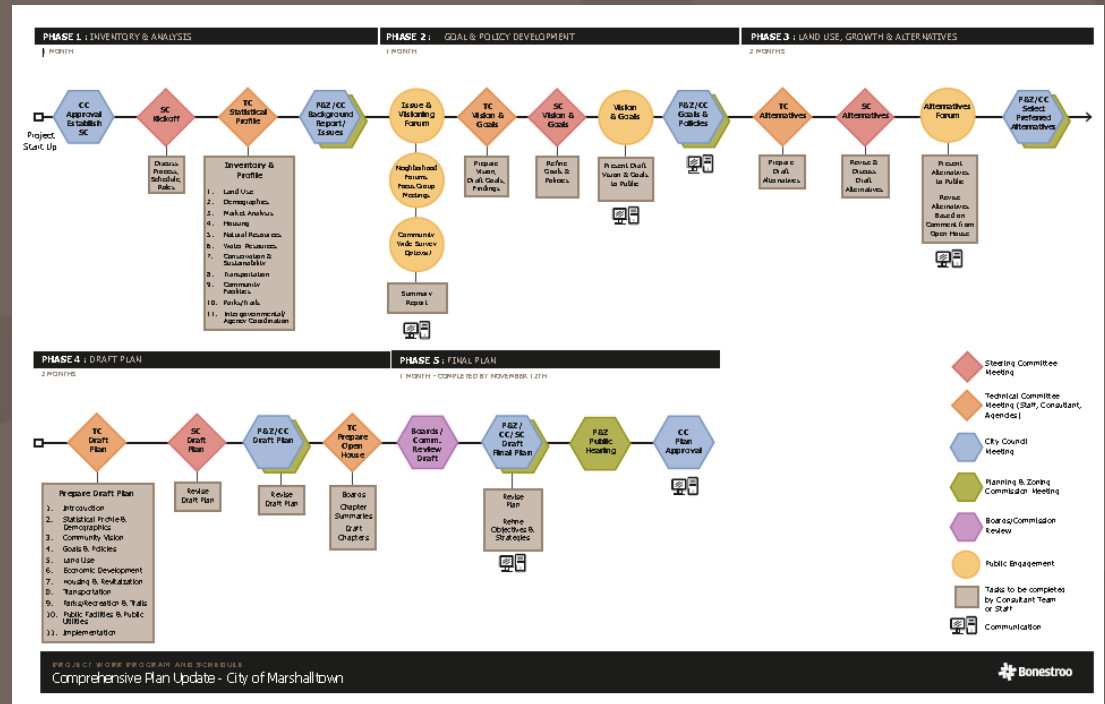 PHASE 1 : INVENTORY & ANALYSIS
PHASE 2 : GOAL & POLICY DEVELOPMENT
PHASE 3 : LAND USE, GROWTH & ALTERNATIVES
1 MONTH
1 MONTH
2 MONTHS
Project
Start Up
CC
Approval
Establish
SC
SC
Kickoff
TC
Statistical
Profile
P&Z/CC
Background
Report/
Issues
Issue &
Visioning
Forum
TC
Vision &
Goals
SC
Vision &
Goals
Vision
& Goals
P&Z/CC
Goals &
Policies
TC
Alternatives
SC
Alternatives
Alternatives
Forum
P&Z/CC
Select
Preferred
Alternatives
Discuss
Process,
Schedule,
Roles
Inventory &
Profile
1. Land Use
2. Demographics
3. Market Analysis
4. Housing
5. Natural Resources
6. Water Resources
7. Conservation &
Sustainability
8. Transportation
9. Community
Facilities
10. Parks/Trails
11. Intergovernmental/
Agency Coordination
Neighborhood
Forums
Focus Group
Meetings
Community
Wide Survey
(Optional)
Summary
Report
Prepare
Vision,
Draft Goals,
Findings
Refine
Goals &
Policies
Present Draft
Vision & Goals
to Public
Prepare
Draft
Alternatives
Revise &
Discuss
Draft
Alternatives
Present
Alternatives
to Public
Revise
Alternatives
Based on
Comment from
Open House
PHASE 4 : DRAFT PLAN
PHASE 5 : FINAL PLAN
2 MONTHS
1 MONTH - COMPLETED BY NOVEMBER 12TH
TC
Draft
Plan
SC
Draft
Plan
P&Z/CC
Draft Plan
TC
Prepare
Open
House
Boards/
Comm.
Review
Draft
P&Z/
CC/SC
Draft
Final Plan
P&Z
Public
Hearing
CC
Plan
Approval
Prepare Draft Plan
1. Introduction
2. Statistical Profile &
Demographics
3. Community Vision
4. Goals & Policies
5. Land Use
6. Economic Development
7. Housing & Revitalization
8. Transportation
9. Parks/Recreation & Trails
10. Public Facilities & Public
Utilities
11. Implementation
Revise
Draft Plan
Revise
Draft Plan
Boards
Chapter
Summaries
Draft
Chapters
Revise
Plan
Refine
Objectives &
Strategies
Steering Committee
Meeting
Technical Committee
Meeting (Staff, Consultant,
Agencies)
City Council
Meeting
Planning & Zoning
Commission Meeting
Boards/Commission
Review
Public Engagement
Tasks to be completed
by Consultant Team
or Staff
Communication
PROJECT WORK PROGRAM AND SCHEDULE
Comprehensive Plan Update - City of Marshalltown
Bonestroo